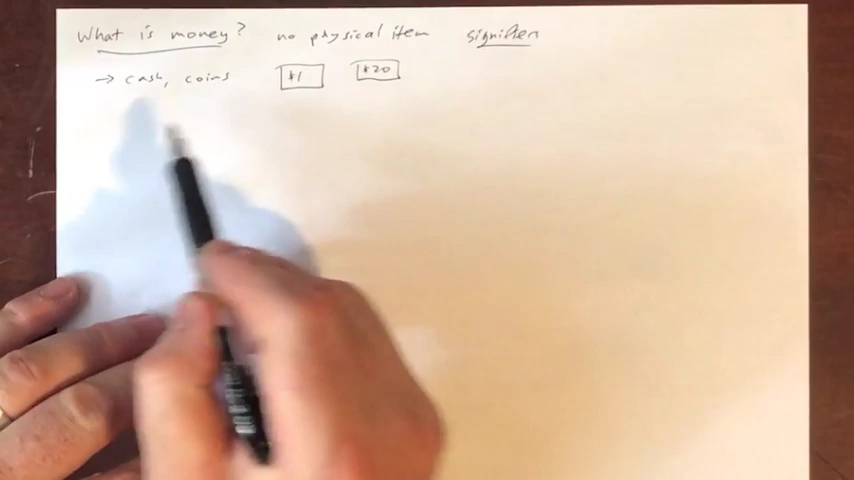 What is money? no physical item signifier
→ cash, coins $1 $20